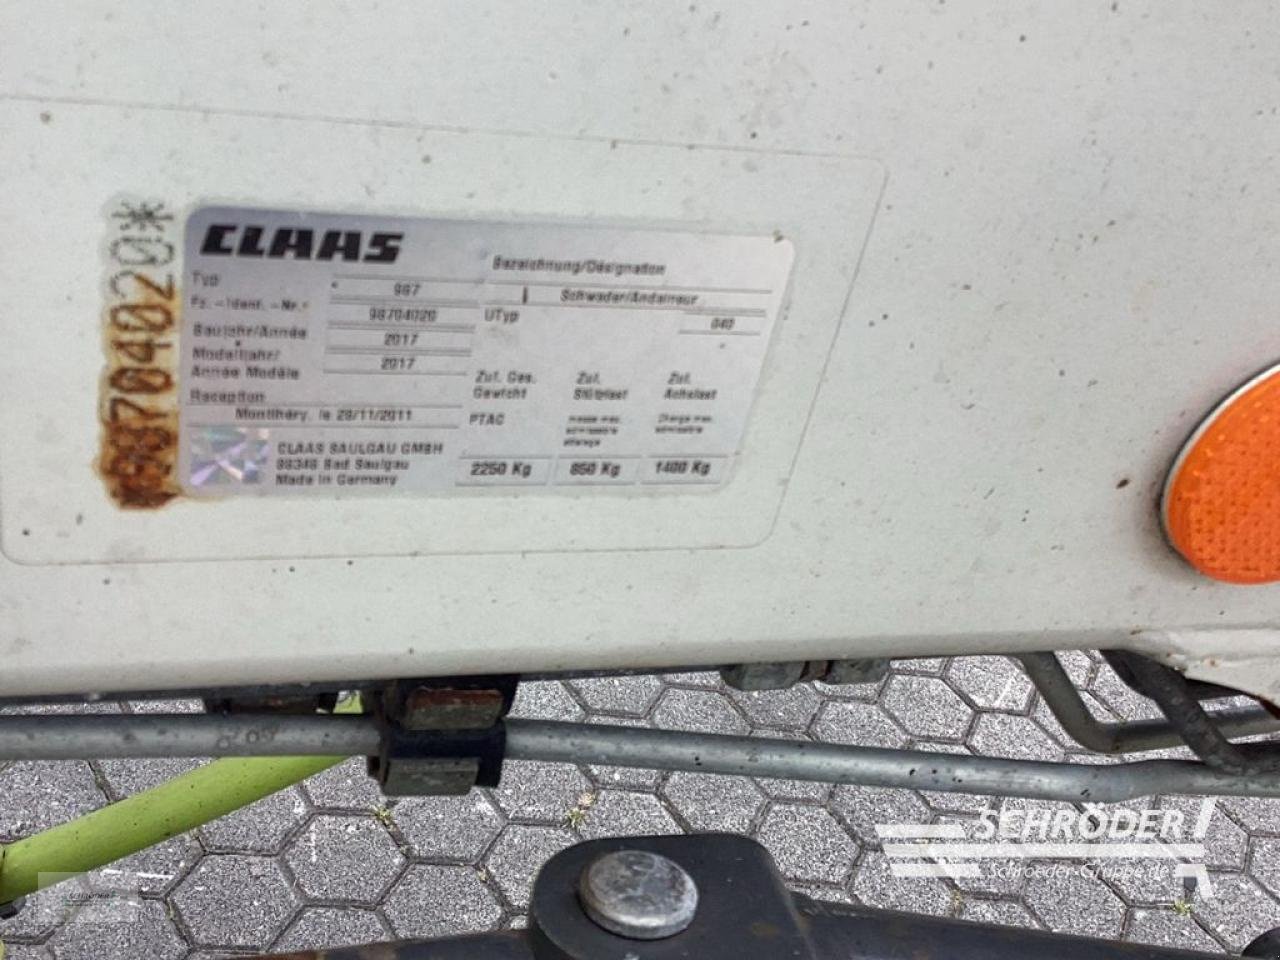 *98704020*
CLAAS
Bezeichnung/Désignation
Typ 987
Schwader/Andaineur
Fz.-Ident.-Nr. 98704020
UTyp 040
Baujahr/Année 2017
Modelljahr/
Année Modèle 2017
Reception
Montlhéry, le 29/11/2011
Zul. Ges.
Gewicht
PTAC
2250 Kg
Zul.
Stützlast
850 Kg
Zul.
Achslast
1400 Kg
CLAAS SAULGAU GMBH
88348 Bad Saulgau
Made in Germany
SCHRÖDER
Schroeder-Gruppe.de
SCHRÖDER